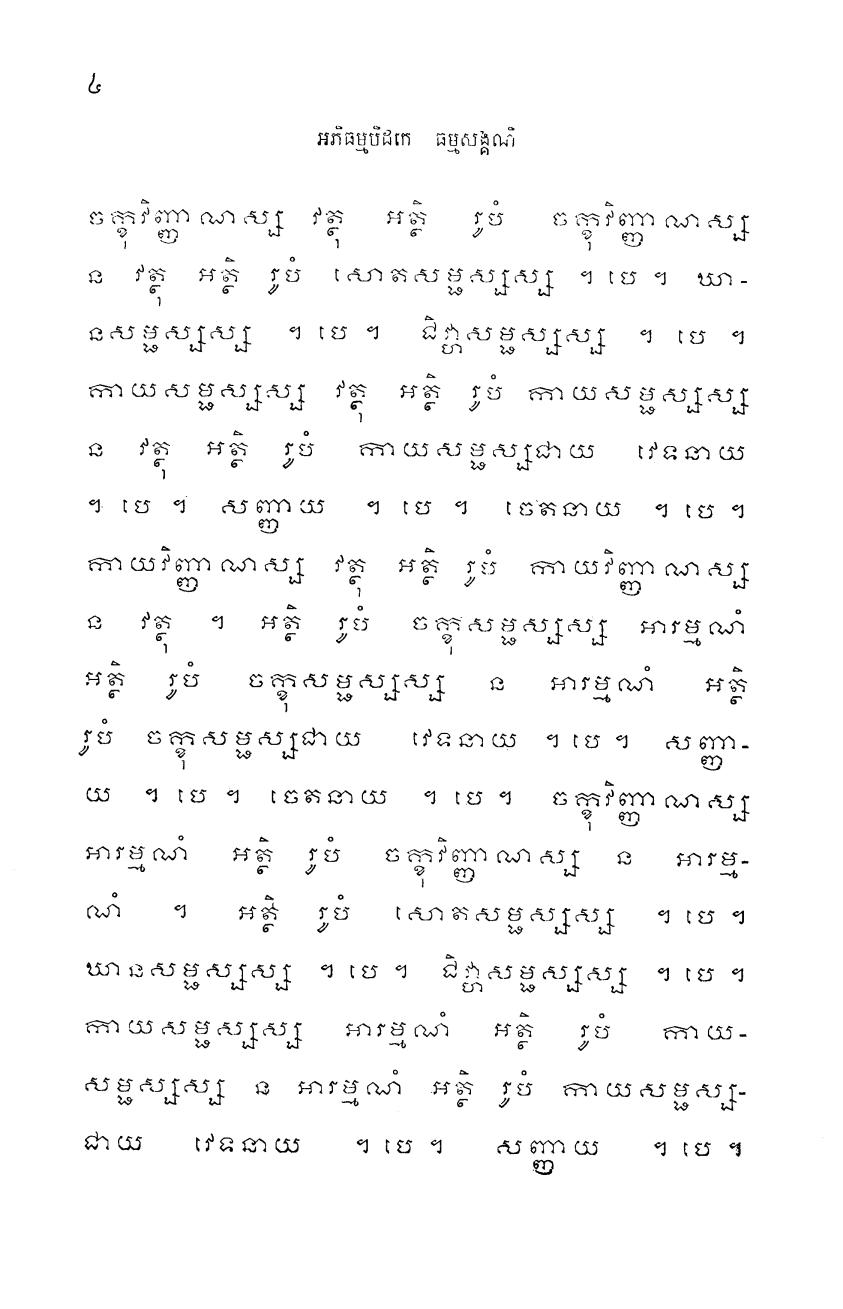 ៤
អភិធម្មបិដកេ ធម្មសង្គណី
ចក្ខុវិញ្ញាណស្ស វត្ថុ អត្ថិ រូបំ ចក្ខុវិញ្ញាណស្ស
ន វត្ថុ អត្ថិ រូបំ សោតសម្ផស្សស្ស ។ បេ ។ ឃា-
នសម្ផស្សស្ស ។ បេ ។ ជិវ្ហាសម្ផស្សស្ស ។ បេ ។
កាយសម្ផស្សស្ស វត្ថុ អត្ថិ រូបំ កាយសម្ផស្សស្ស
ន វត្ថុ អត្ថិ រូបំ កាយសម្ផស្សជាយ វេទនាយ
។ បេ ។ សញ្ញាយ ។ បេ ។ ចេតនាយ ។ បេ ។
កាយវិញ្ញាណស្ស វត្ថុ អត្ថិ រូបំ កាយវិញ្ញាណស្ស
ន វត្ថុ ។ អត្ថិ រូបំ ចក្ខុសម្ផស្សស្ស អារម្មណំ
អត្ថិ រូបំ ចក្ខុសម្ផស្សស្ស ន អារម្មណំ អត្ថិ
រូបំ ចក្ខុសម្ផស្សជាយ វេទនាយ ។ បេ ។ សញ្ញា-
យ ។ បេ ។ ចេតនាយ ។ បេ ។ ចក្ខុវិញ្ញាណស្ស
អារម្មណំ អត្ថិ រូបំ ចក្ខុវិញ្ញាណស្ស ន អារម្ម-
ណំ ។ អត្ថិ រូបំ សោតសម្ផស្សស្ស ។ បេ ។
ឃានសម្ផស្សស្ស ។ បេ ។ ជិវ្ហាសម្ផស្សស្ស ។ បេ ។
កាយសម្ផស្សស្ស អារម្មណំ អត្ថិ រូបំ កាយ-
សម្ផស្សស្ស ន អារម្មណំ អត្ថិ រូបំ កាយសម្ផស្ស-
ជាយ វេទនាយ ។ បេ ។ សញ្ញាយ ។ បេ ។